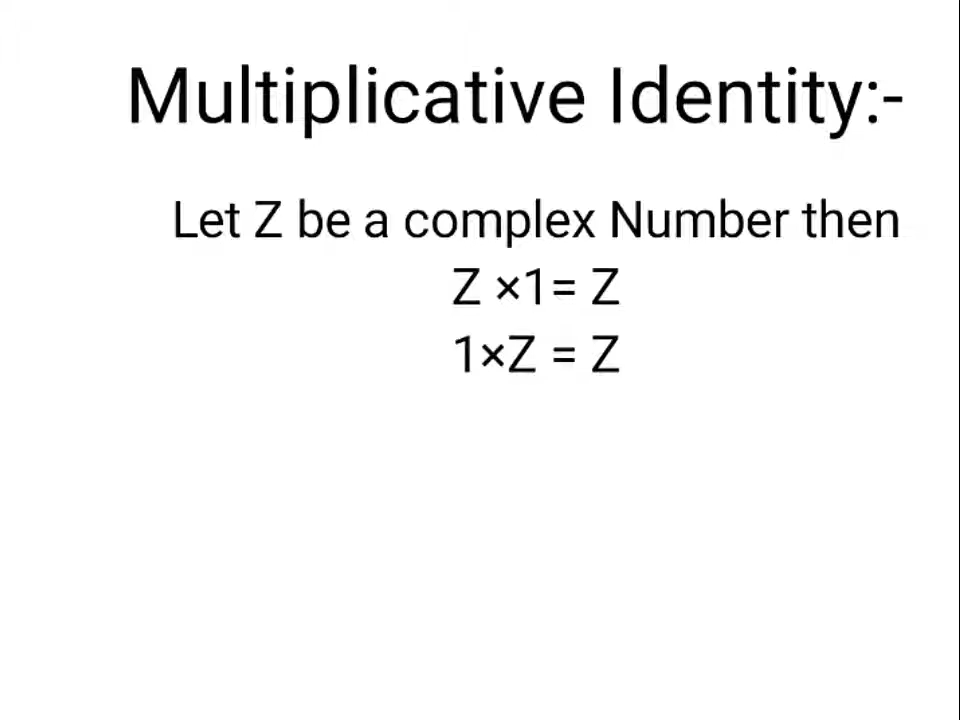 Multiplicative Identity:-
Let Z be a complex Number then
Z ×1= Z
1×Z = Z